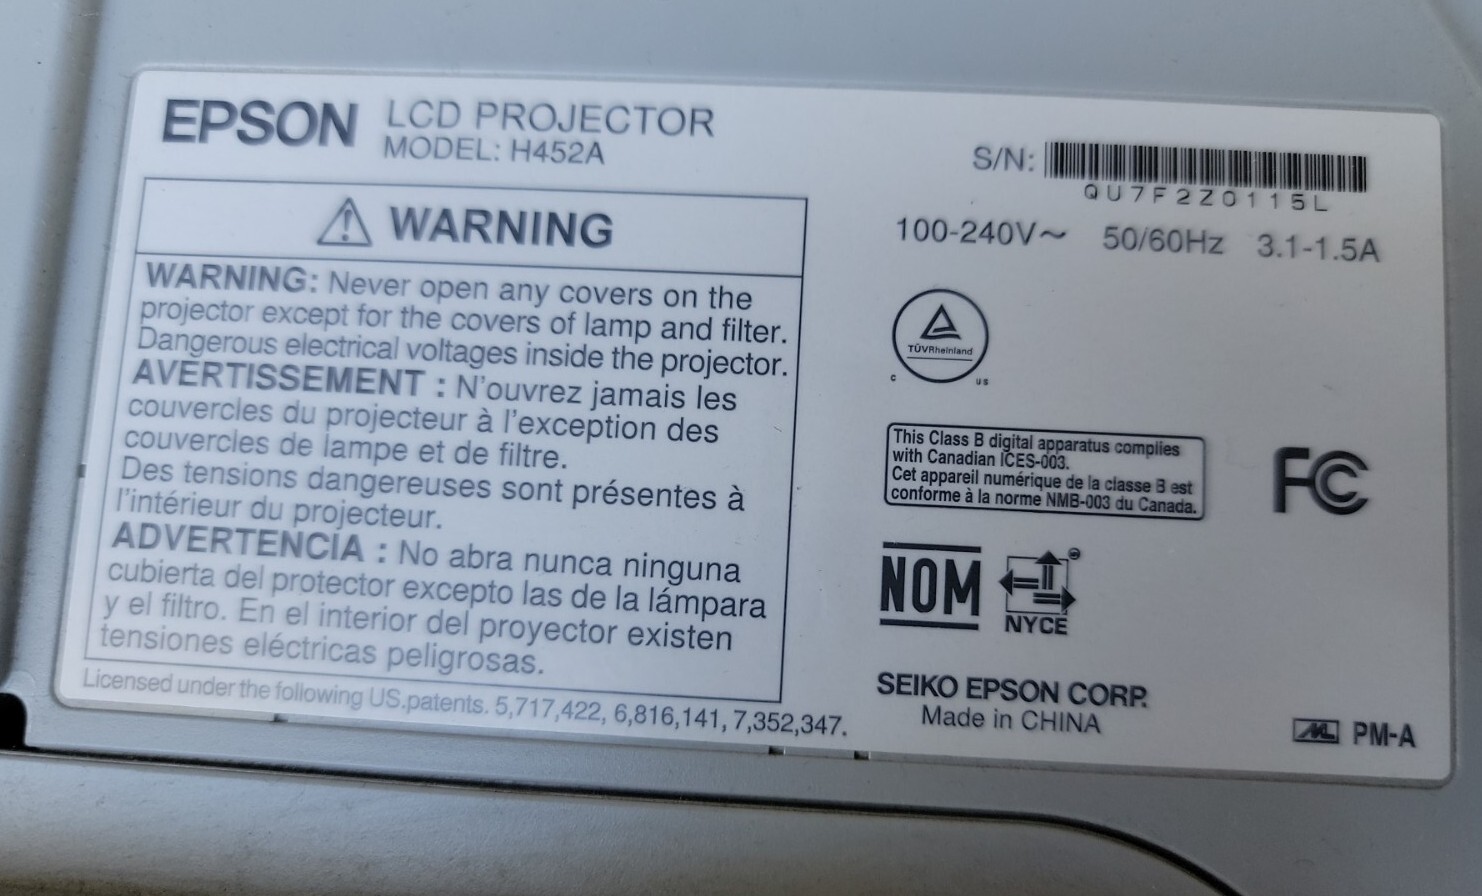 EPSON LCD PROJECTOR
MODEL: H452A
S/N:
QU7F2Z0115L
100-240V~ 50/60Hz 3.1-1.5A
WARNING
WARNING: Never open any covers on the
projector except for the covers of lamp and filter.
Dangerous electrical voltages inside the projector.
AVERTISSEMENT : N'ouvrez jamais les
couvercles du projecteur à l'exception des
couvercles de lampe et de filtre.
Des tensions dangereuses sont présentes à
l'intérieur du projecteur.
ADVERTENCIA : No abra nunca ninguna
cubierta del protector excepto las de la lámpara
y el filtro. En el interior del proyector existen
tensiones eléctricas peligrosas.
Licensed under the following US.patents. 5,717,422, 6,816,141, 7,352,347.
TÜVRheinland
C US
This Class B digital apparatus complies
with Canadian ICES-003.
Cet appareil numérique de la classe B est
conforme à la norme NMB-003 du Canada.
FC
NOM
NYCE
SEIKO EPSON CORP.
Made in CHINA
ML PM-A